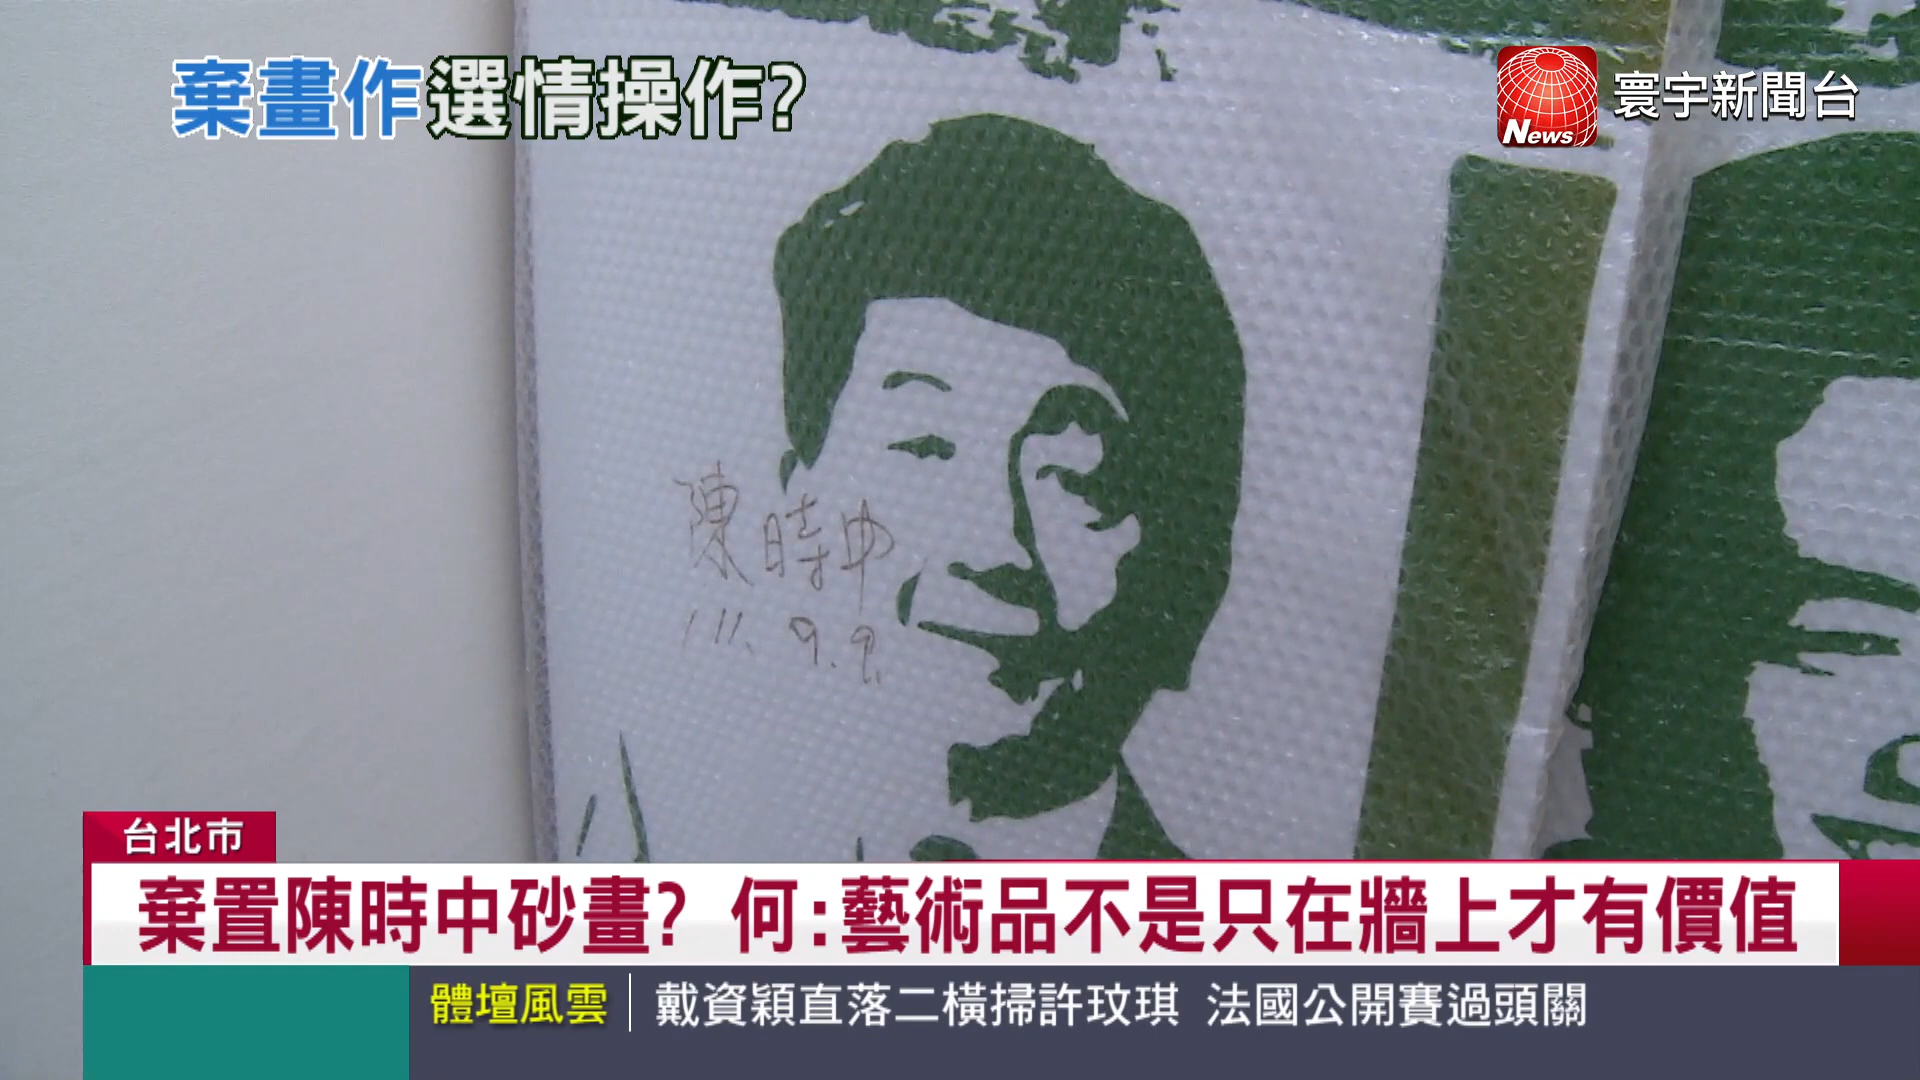 棄畫作選情操作?
News 寰宇新聞台
陳時中
111.9.9.
台北市
棄置陳時中砂畫? 何:藝術品不是只在牆上才有價值
體壇風雲 戴資穎直落二橫掃許玟琪 法國公開賽過頭關